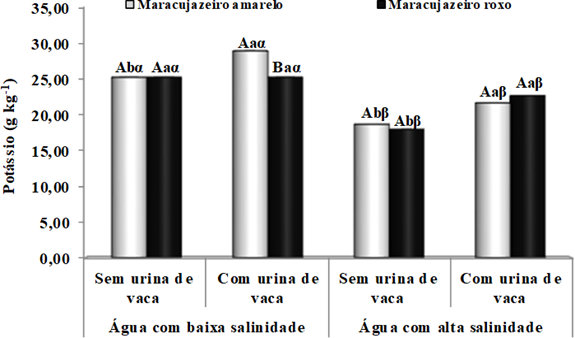 Maracujazeiro amarelo Maracujazeiro roxo
Potássio (g kg-1)
35,00
30,00
25,00
20,00
15,00
10,00
5,00
0,00
Abα Aaα
Aaα Baα
Abβ Abβ
Aaβ Aaβ
Sem urina de vaca
Com urina de vaca
Sem urina de vaca
Com urina de vaca
Água com baixa salinidade
Água com alta salinidade